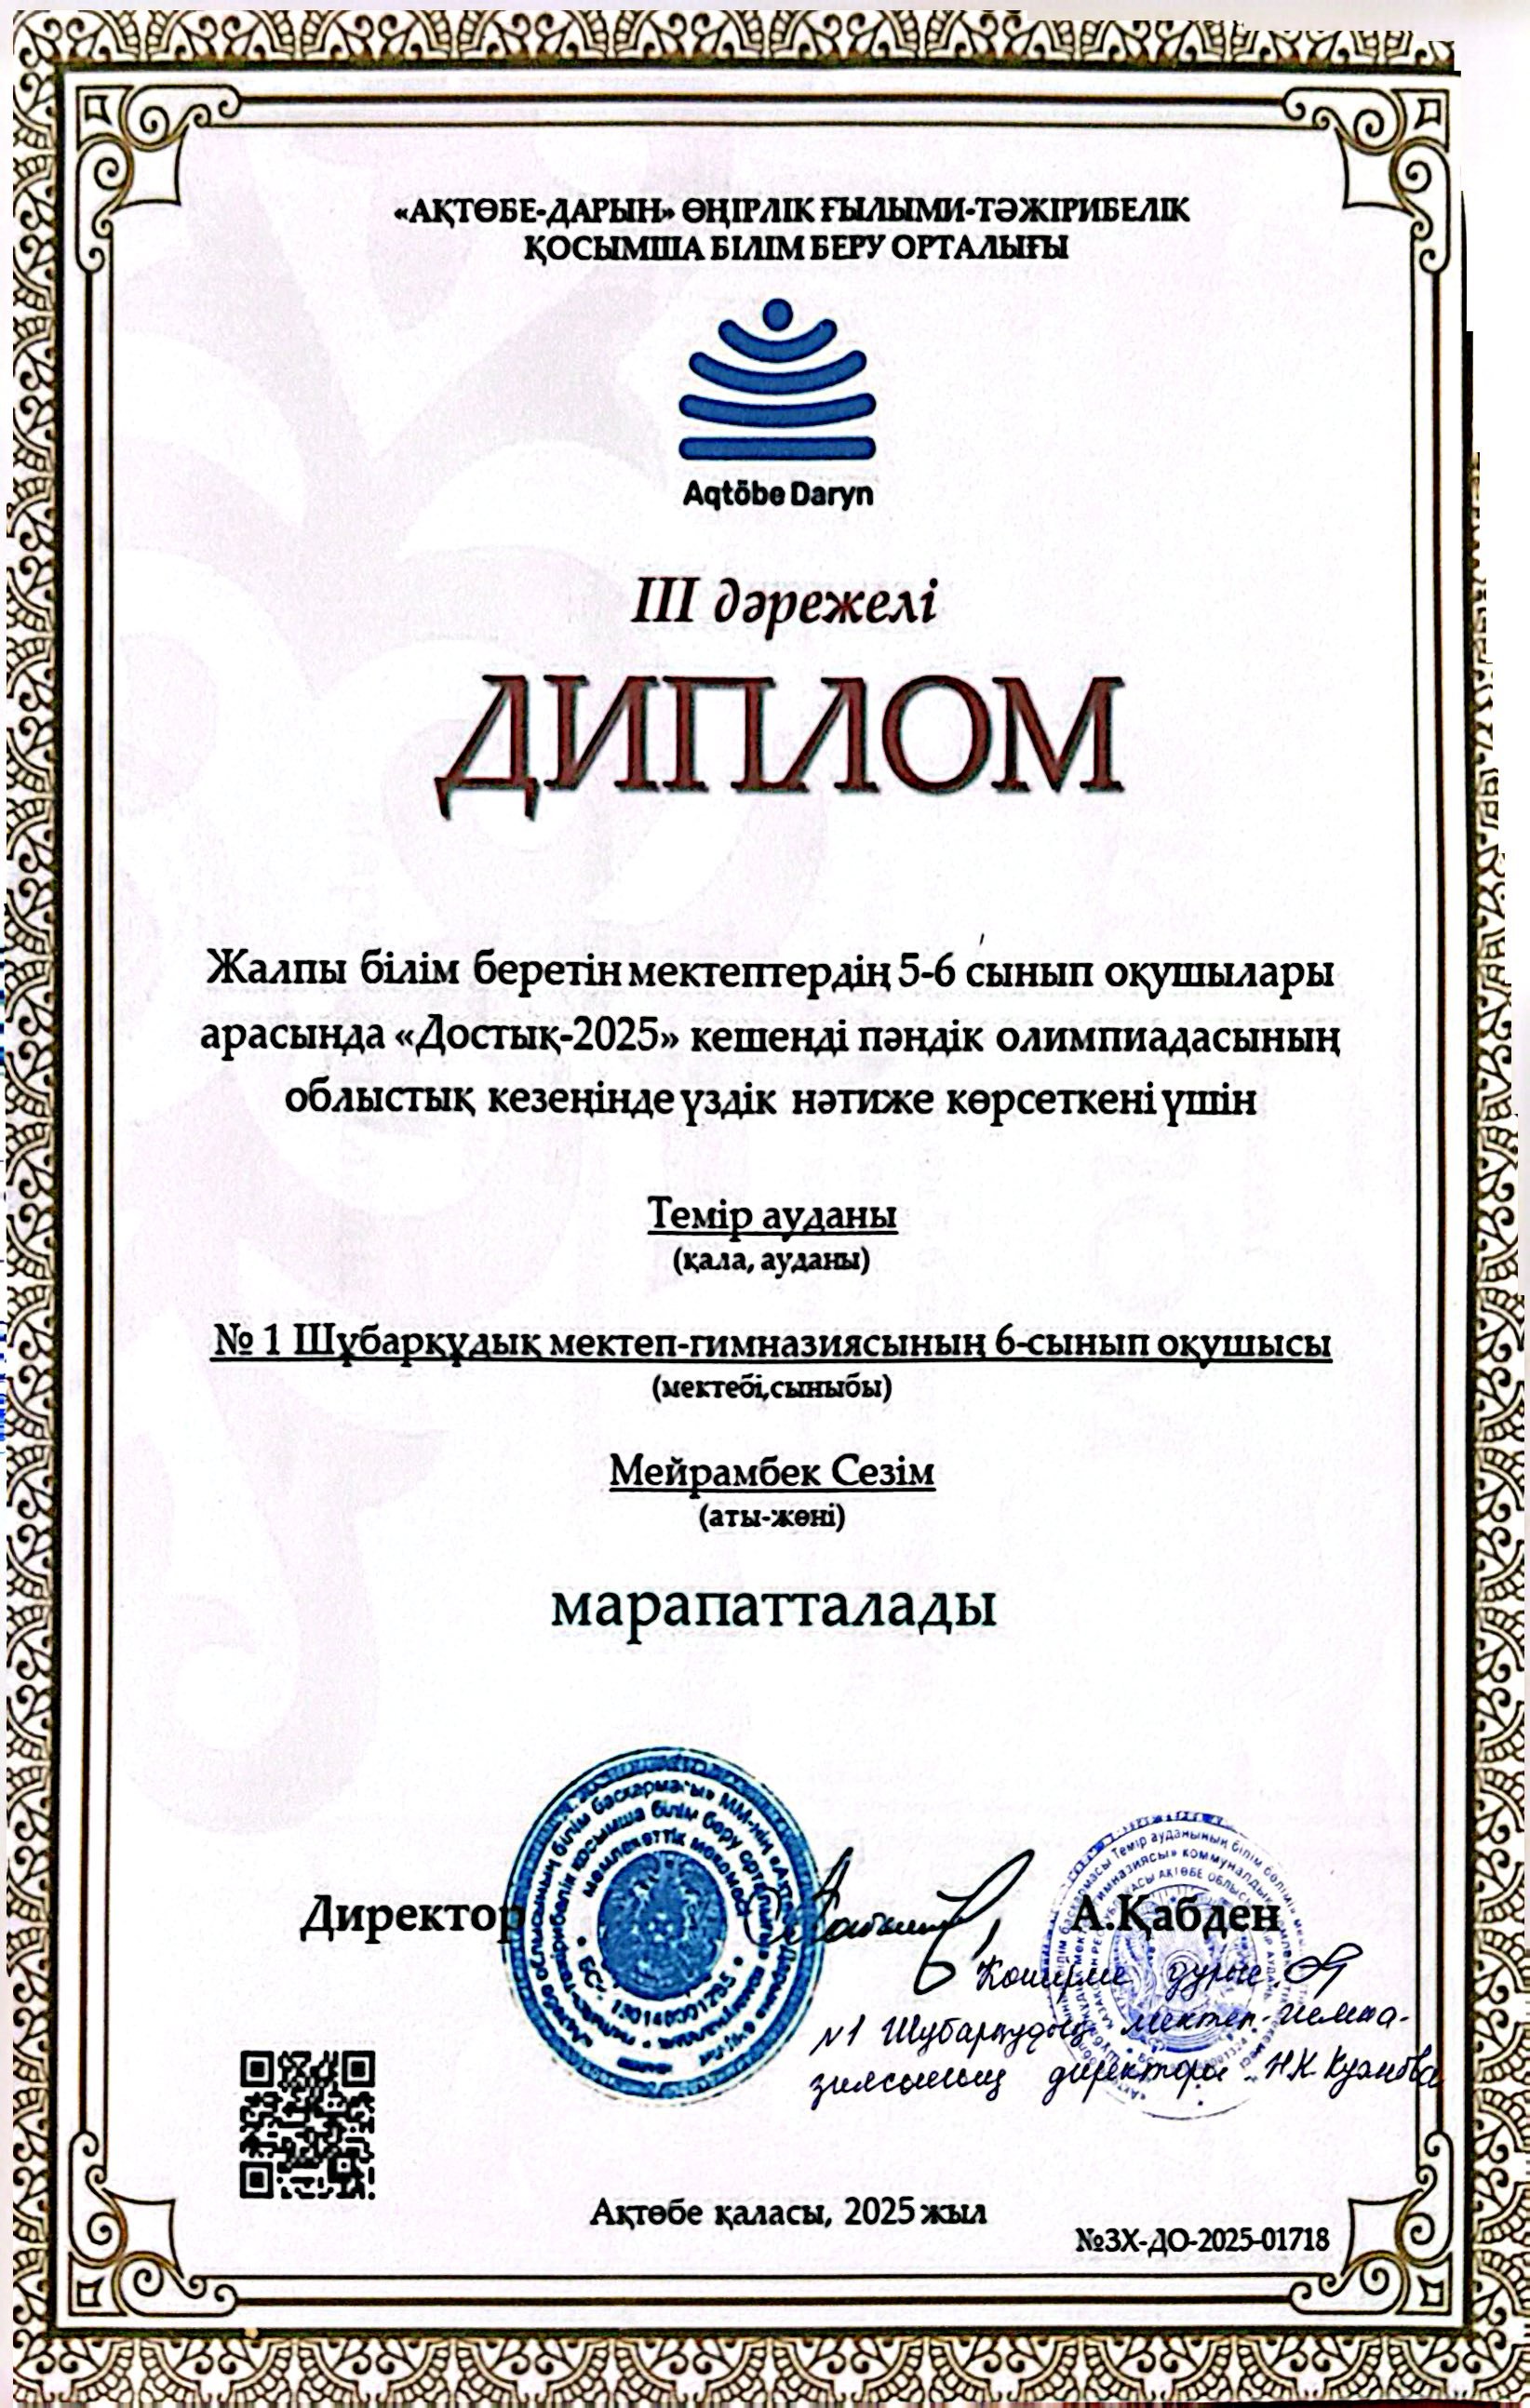 «АҚТӨБЕ-ДАРЫН» ӨҢІРЛІК ҒЫЛЫМИ-ТӘЖІРИБЕЛІК
ҚОСЫМША БІЛІМ БЕРУ ОРТАЛЫҒЫ
Aqtöbe Daryn
III дәрежелі
ДИПЛОМ
Жалпы білім беретін мектептердің 5-6 сынып оқушылары
арасында «Достық-2025» кешенді пәндік олимпиадасының
облыстық кезеңінде үздік нәтиже көрсеткені үшін
Темір ауданы
(қала, ауданы)
№ 1 Шұбарқұдық мектеп-гимназиясының 6-сынып оқушысы
(мектебі,сыныбы)
Мейрамбек Сезім
(аты-жөні)
марапатталады
Директор
А.Қабден
Көшірме дұрыс
№1 Шұбарқұдық мектеп-гимна-
зиясының директоры Н.К.
Ақтөбе қаласы, 2025 жыл
№ЗХ-ДО-2025-01718